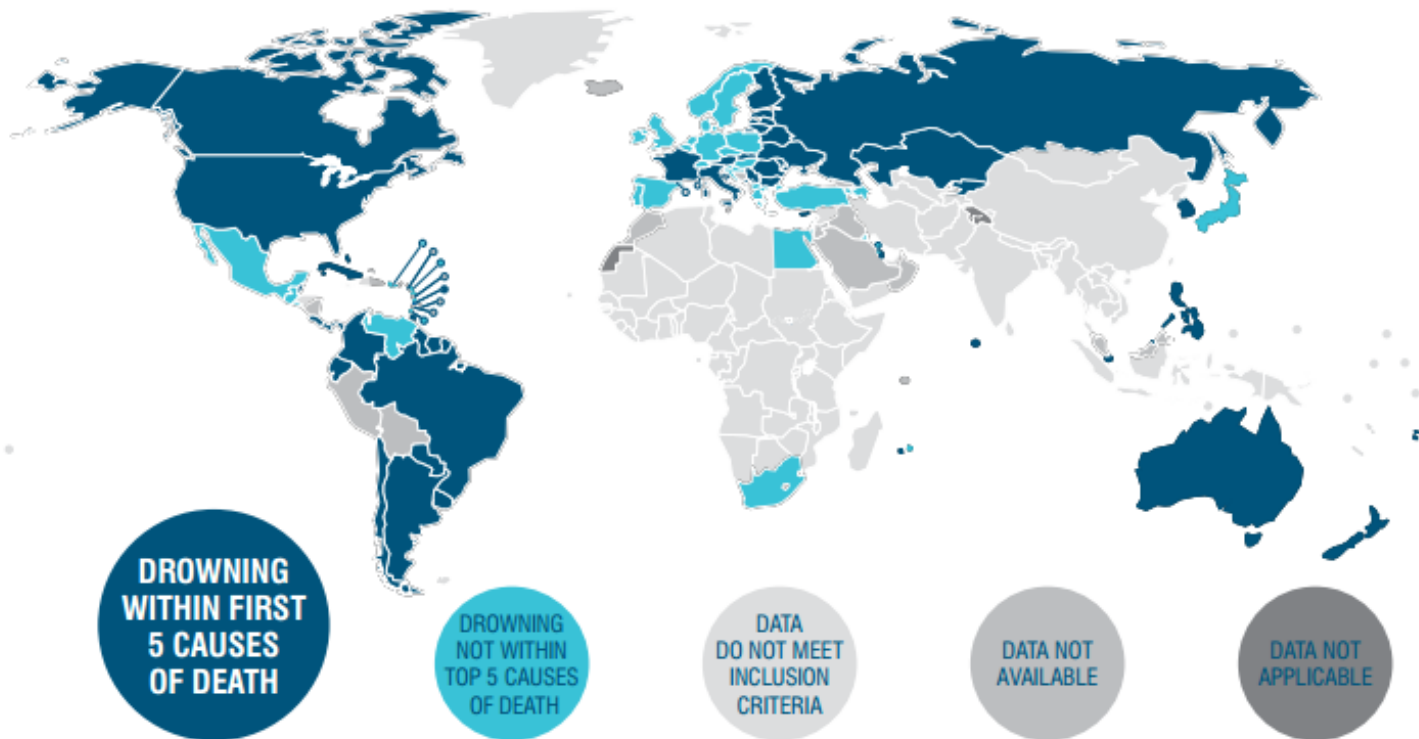 DROWNING
WITHIN FIRST
5 CAUSES
OF DEATH
DROWNING
NOT WITHIN
TOP 5 CAUSES
OF DEATH
DATA
DO NOT MEET
INCLUSION
CRITERIA
DATA NOT
AVAILABLE
DATA NOT
APPLICABLE